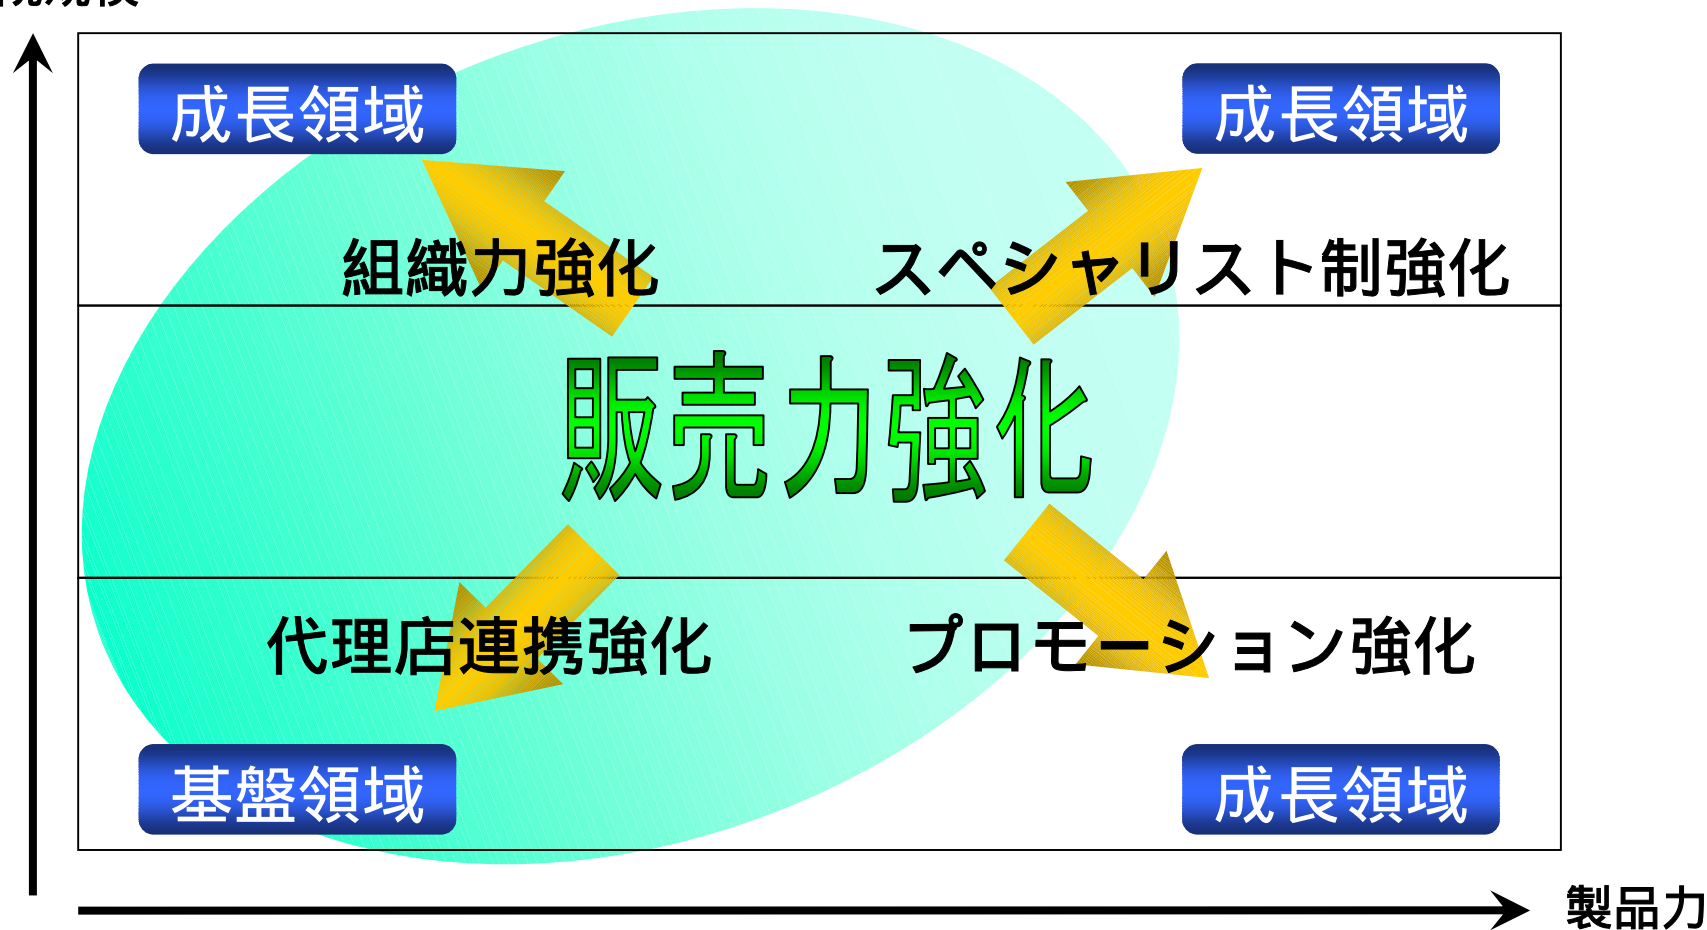 成長領域
成長領域
組織力強化
スペシャリスト制強化
販売力強化
代理店連携強化
プロモーション強化
基盤領域
成長領域
製品力